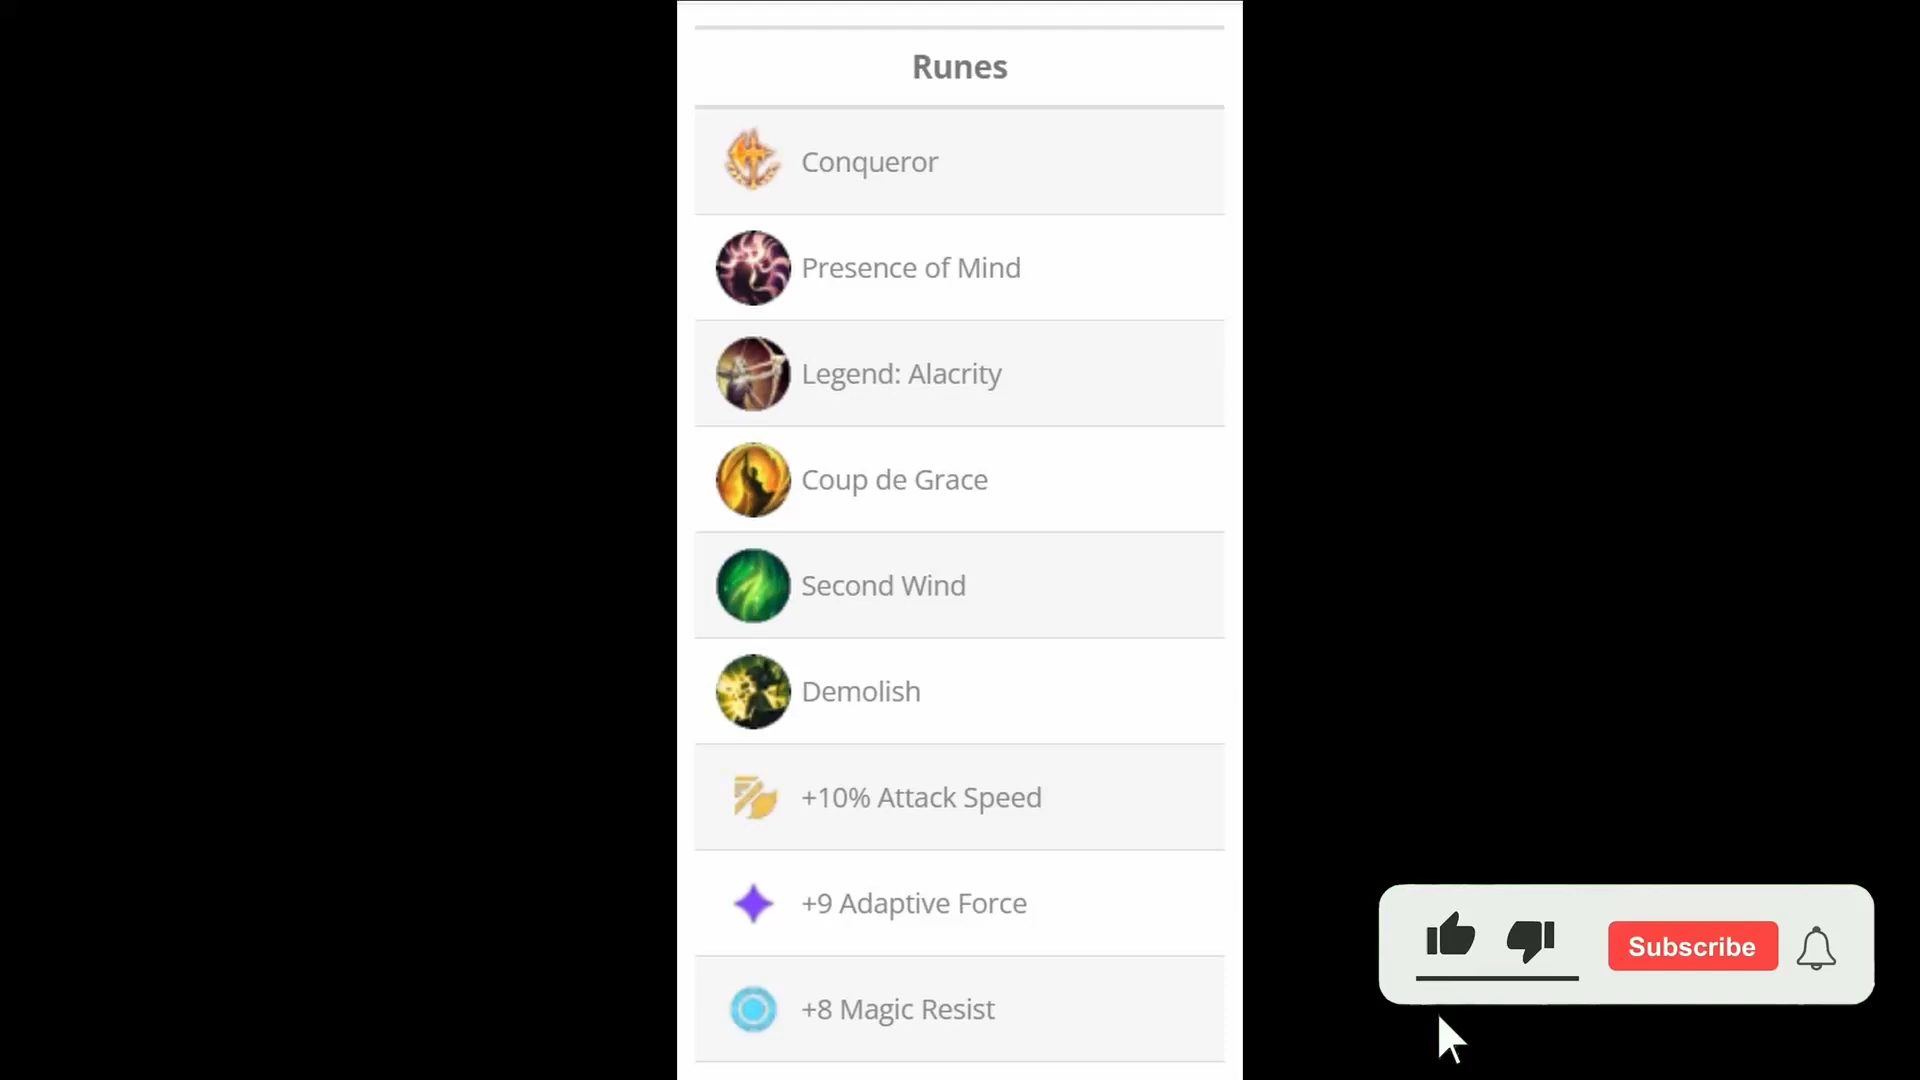 Runes
Conqueror
Presence of Mind
Legend: Alacrity
Coup de Grace
Second Wind
Demolish
+10% Attack Speed
+9 Adaptive Force
+8 Magic Resist
Subscribe